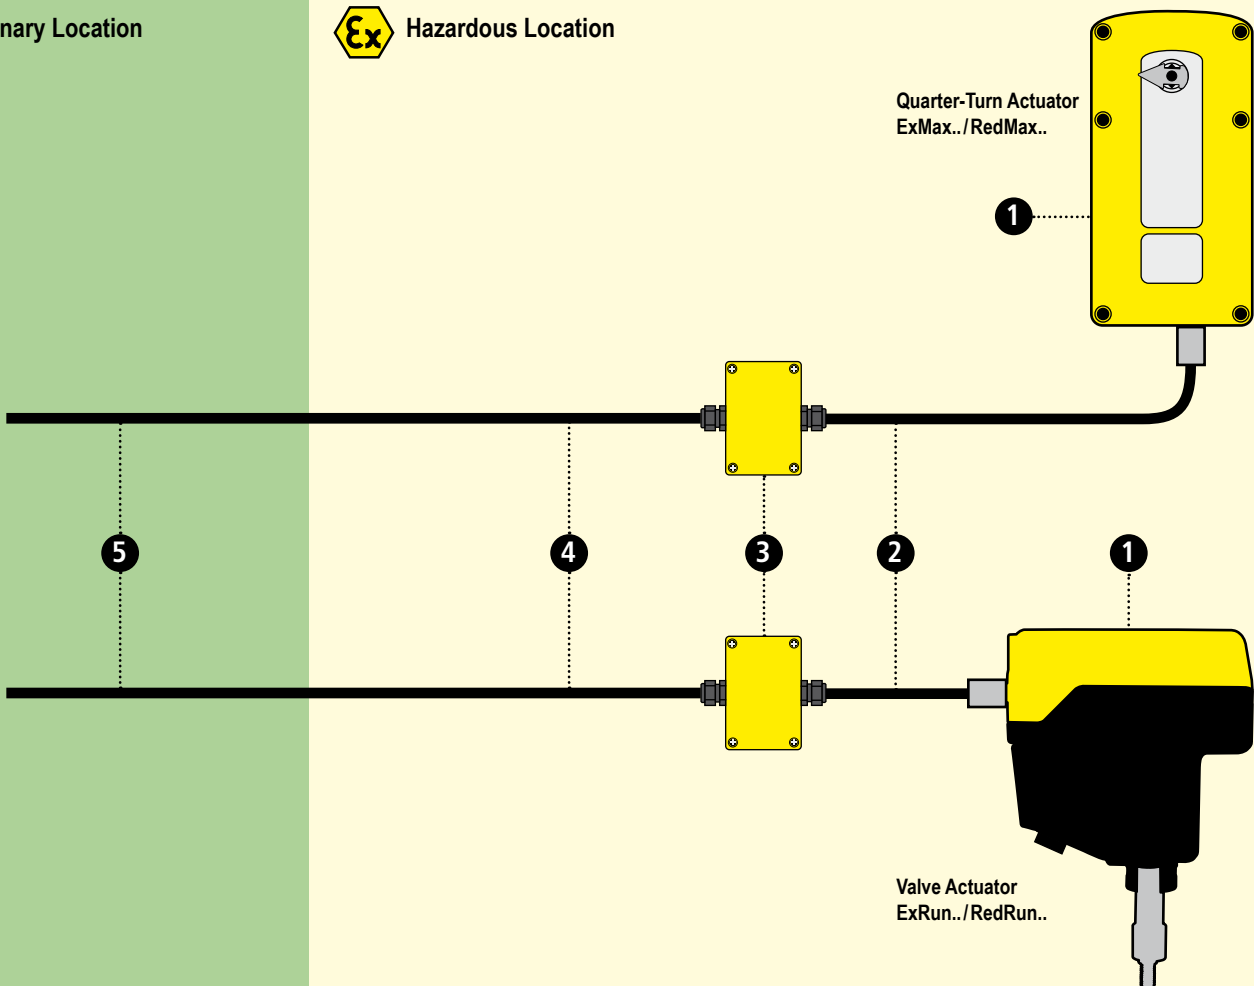 nary Location
Ex Hazardous Location
Quarter-Turn Actuator
ExMax../RedMax..
1
5
4
3
2
1
Valve Actuator
ExRun../RedRun..